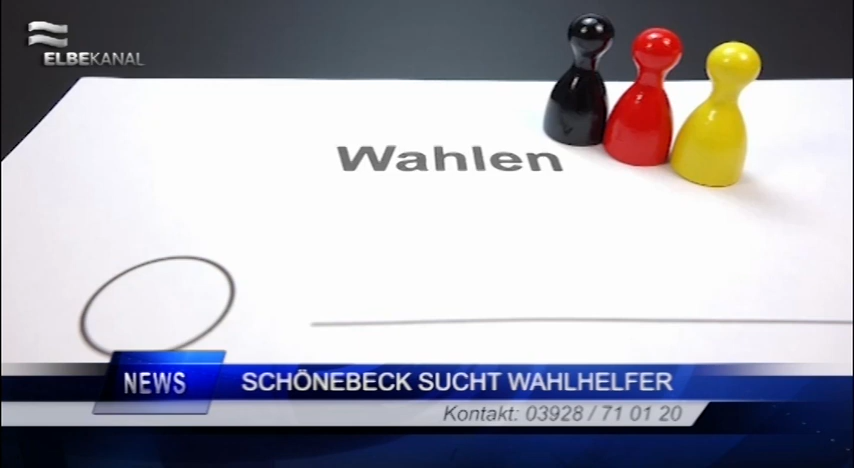 ELBEKANAL
Wahlen
NEWS
SCHÖNEBECK SUCHT WAHLHELFER
Kontakt: 03928 / 71 01 20